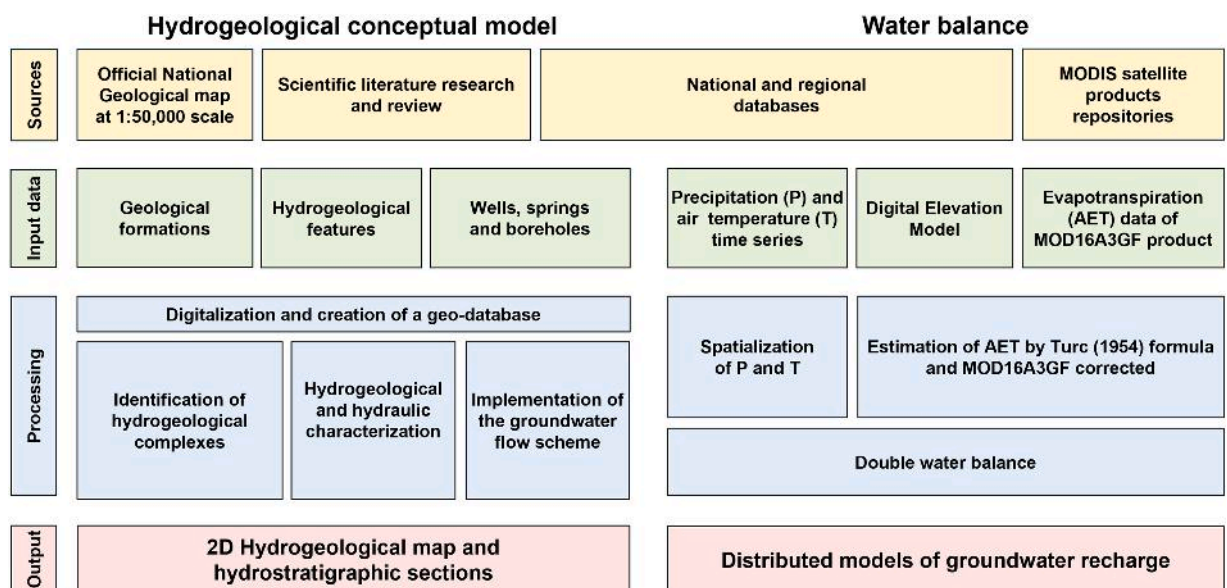 Hydrogeological conceptual model
Water balance
Sources
Official National
Geological map
at 1:50,000 scale
Scientific literature research
and review
National and regional
databases
MODIS satellite
products
repositories
Input data
Geological
formations
Hydrogeological
features
Wells, springs
and boreholes
Precipitation (P) and
air temperature (T)
time series
Digital Elevation
Model
Evapotranspiration
(AET) data of
MOD16A3GF product
Processing
Digitalization and creation of a geo-database
Identification of
hydrogeological
complexes
Hydrogeological
and hydraulic
characterization
Implementation of
the groundwater
flow scheme
Spatialization
of P and T
Estimation of AET by Turc (1954) formula
and MOD16A3GF corrected
Double water balance
Output
2D Hydrogeological map and
hydrostratigraphic sections
Distributed models of groundwater recharge